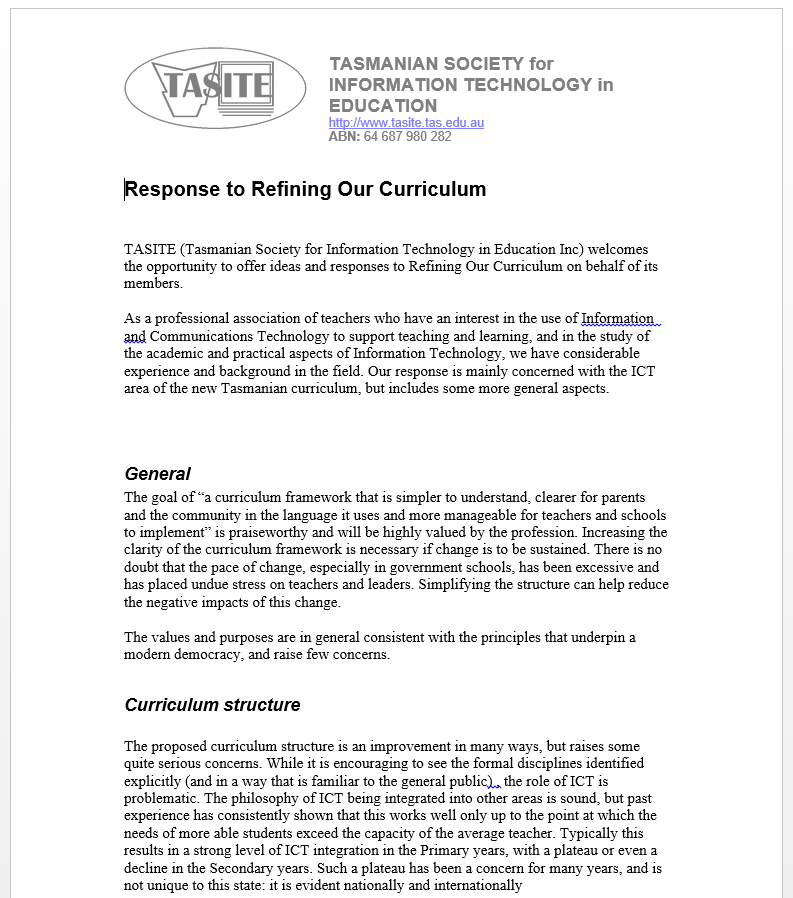 TASITE
TASMANIAN SOCIETY for
INFORMATION TECHNOLOGY in
EDUCATION
http://www.tasite.tas.edu.au
ABN: 64 687 980 282
Response to Refining Our Curriculum
TASITE (Tasmanian Society for Information Technology in Education Inc) welcomes
the opportunity to offer ideas and responses to Refining Our Curriculum on behalf of its
members.
As a professional association of teachers who have an interest in the use of Information
and Communications Technology to support teaching and learning, and in the study of
the academic and practical aspects of Information Technology, we have considerable
experience and background in the field. Our response is mainly concerned with the ICT
area of the new Tasmanian curriculum, but includes some more general aspects.
General
The goal of “a curriculum framework that is simpler to understand, clearer for parents
and the community in the language it uses and more manageable for teachers and schools
to implement” is praiseworthy and will be highly valued by the profession. Increasing the
clarity of the curriculum framework is necessary if change is to be sustained. There is no
doubt that the pace of change, especially in government schools, has been excessive and
has placed undue stress on teachers and leaders. Simplifying the structure can help reduce
the negative impacts of this change.
The values and purposes are in general consistent with the principles that underpin a
modern democracy, and raise few concerns.
Curriculum structure
The proposed curriculum structure is an improvement in many ways, but raises some
quite serious concerns. While it is encouraging to see the formal disciplines identified
explicitly (and in a way that is familiar to the general public) , the role of ICT is
problematic. The philosophy of ICT being integrated into other areas is sound, but past
experience has consistently shown that this works well only up to the point at which the
needs of more able students exceed the capacity of the average teacher. Typically this
results in a strong level of ICT integration in the Primary years, with a plateau or even a
decline in the Secondary years. Such a plateau has been a concern for many years, and is
not unique to this state: it is evident nationally and internationally